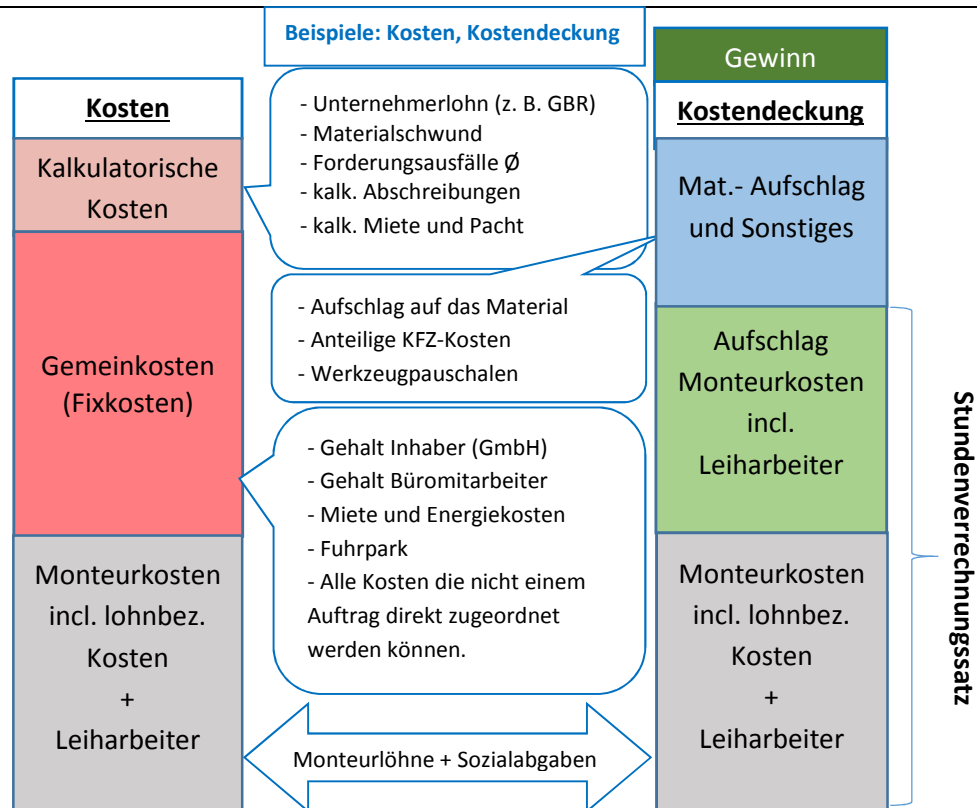 Beispiele: Kosten, Kostendeckung
Kosten
Kalkulatorische
Kosten
Gemeinkosten
(Fixkosten)
Monteurkosten
incl. lohnbez.
Kosten
+
Leiharbeiter
- Unternehmerlohn (z. B. GBR)
- Materialschwund
- Forderungsausfälle Ø
- kalk. Abschreibungen
- kalk. Miete und Pacht
- Aufschlag auf das Material
- Anteilige KFZ-Kosten
- Werkzeugpauschalen
- Gehalt Inhaber (GmbH)
- Gehalt Büromitarbeiter
- Miete und Energiekosten
- Fuhrpark
- Alle Kosten die nicht einem
Auftrag direkt zugeordnet
werden können.
Monteurlöhne + Sozialabgaben
Gewinn
Kostendeckung
Mat.- Aufschlag
und Sonstiges
Aufschlag
Monteurkosten
incl.
Leiharbeiter
Monteurkosten
incl. lohnbez.
Kosten
+
Leiharbeiter
Stundenverrechnungssatz